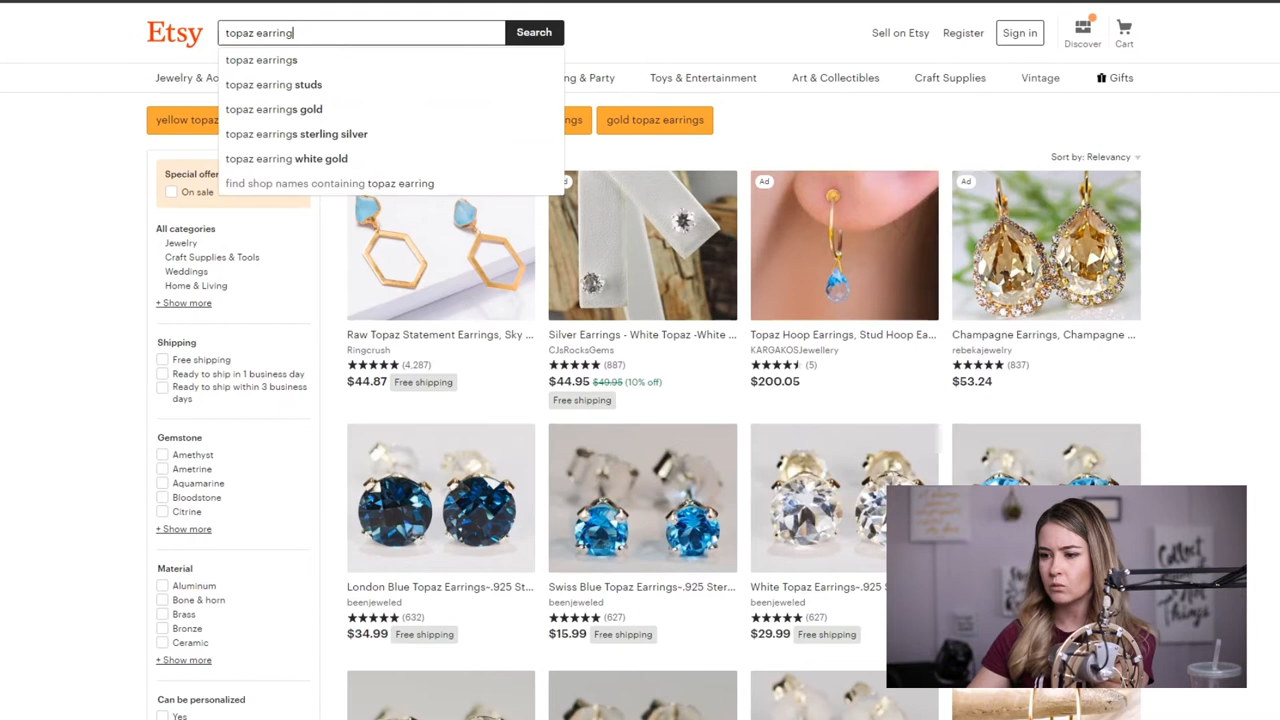 Etsy
topaz earring
Search
Sell on Etsy
Register
Sign in
Discover
Cart
topaz earrings
topaz earring studs
topaz earrings gold
topaz earrings sterling silver
topaz earring white gold
find shop names containing topaz earring
Jewelry &
ng & Party
Toys & Entertainment
Art & Collectibles
Craft Supplies
Vintage
Gifts
yellow topaz
ngs
gold topaz earrings
Sort by: Relevancy
Special offer
On sale
All categories
Jewelry
Craft Supplies & Tools
Weddings
Home & Living
+ Show more
Shipping
Free shipping
Ready to ship in 1 business day
Ready to ship within 3 business
days
Gemstone
Amethyst
Ametrine
Aquamarine
Bloodstone
Citrine
+ Show more
Material
Aluminum
Bone & horn
Brass
Bronze
Ceramic
+ Show more
Can be personalized
Yes
Raw Topaz Statement Earrings, Sky ...
Ringcrush
(4,287)
$44.87 Free shipping
Silver Earrings - White Topaz -White ...
CJsRocksGems
(887)
$44.95 $49.95 (10% off)
Free shipping
Ad
Topaz Hoop Earrings, Stud Hoop Ea...
KARGAKOSJewellery
(5)
$200.05
Ad
Champagne Earrings, Champagne ...
rebekajewelry
(837)
$53.24
London Blue Topaz Earrings~.925 St...
beenjeweled
(632)
$34.99 Free shipping
Swiss Blue Topaz Earrings~.925 Ster...
beenjeweled
(627)
$15.99 Free shipping
White Topaz Earrings~.925 S
beenjeweled
(627)
$29.99 Free shipping
Collect
Things